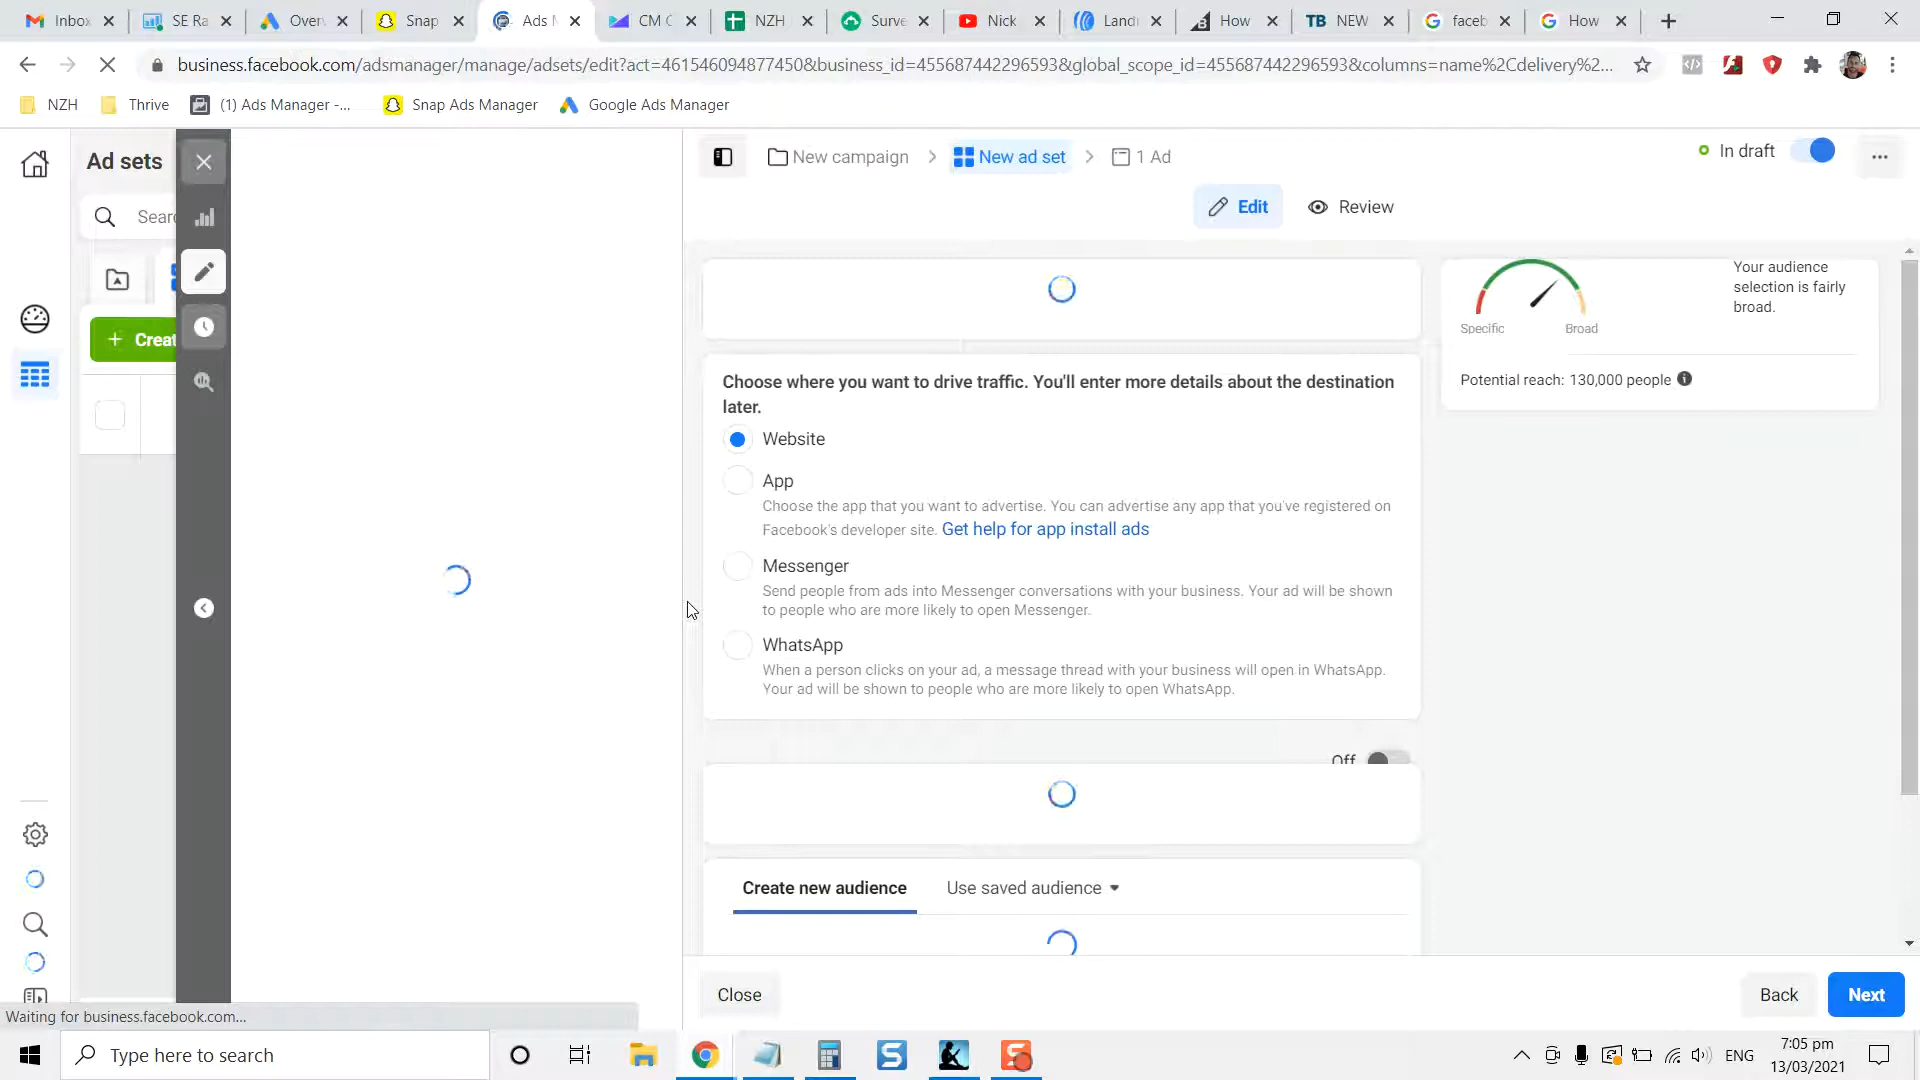 Inbox
SE Ra
Over
Snap
Ads M
CM C
NZH
Surve
Nick
Landi
How
TB NEW
faceb
How
business.facebook.com/adsmanager/manage/adsets/edit?act=461546094877450&business_id=455687442296593&global_scope_id=455687442296593&columns=name%2Cdelivery%2...
NZH
Thrive
(1) Ads Manager -...
Snap Ads Manager
Google Ads Manager
Ad sets
New campaign
New ad set
1 Ad
In draft
Sear
Edit
Review
+ Creat
Your audience
selection is fairly
broad.
Specific
Broad
Potential reach: 130,000 people
Choose where you want to drive traffic. You'll enter more details about the destination
later.
Website
App
Choose the app that you want to advertise. You can advertise any app that you've registered on
Facebook's developer site. Get help for app install ads
Messenger
Send people from ads into Messenger conversations with your business. Your ad will be shown
to people who are more likely to open Messenger.
WhatsApp
When a person clicks on your ad, a message thread with your business will open in WhatsApp.
Your ad will be shown to people who are more likely to open WhatsApp.
Off
Create new audience
Use saved audience
Close
Back
Next
Waiting for business.facebook.com...
Type here to search
ENG
7:05 pm
13/03/2021